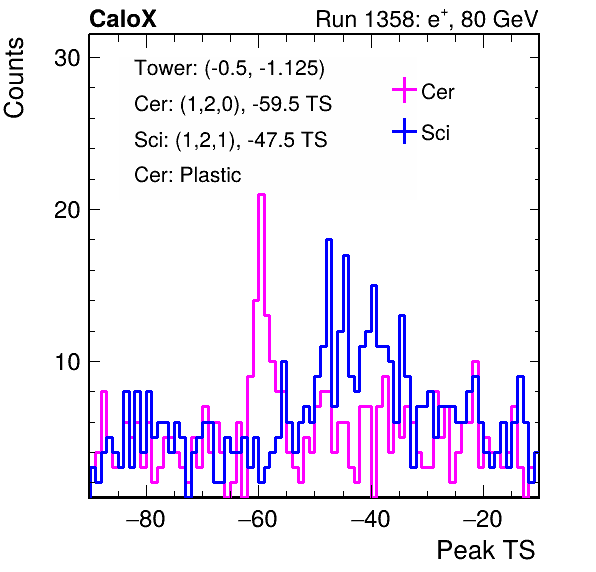 CaloX Run 1358: e⁺, 80 GeV
Counts
30
Tower: (-0.5, -1.125)
Cer: (1,2,0), -59.5 TS
Sci: (1,2,1), -47.5 TS
Cer: Plastic
Cer
Sci
20
10
−80 −60 −40 −20
Peak TS